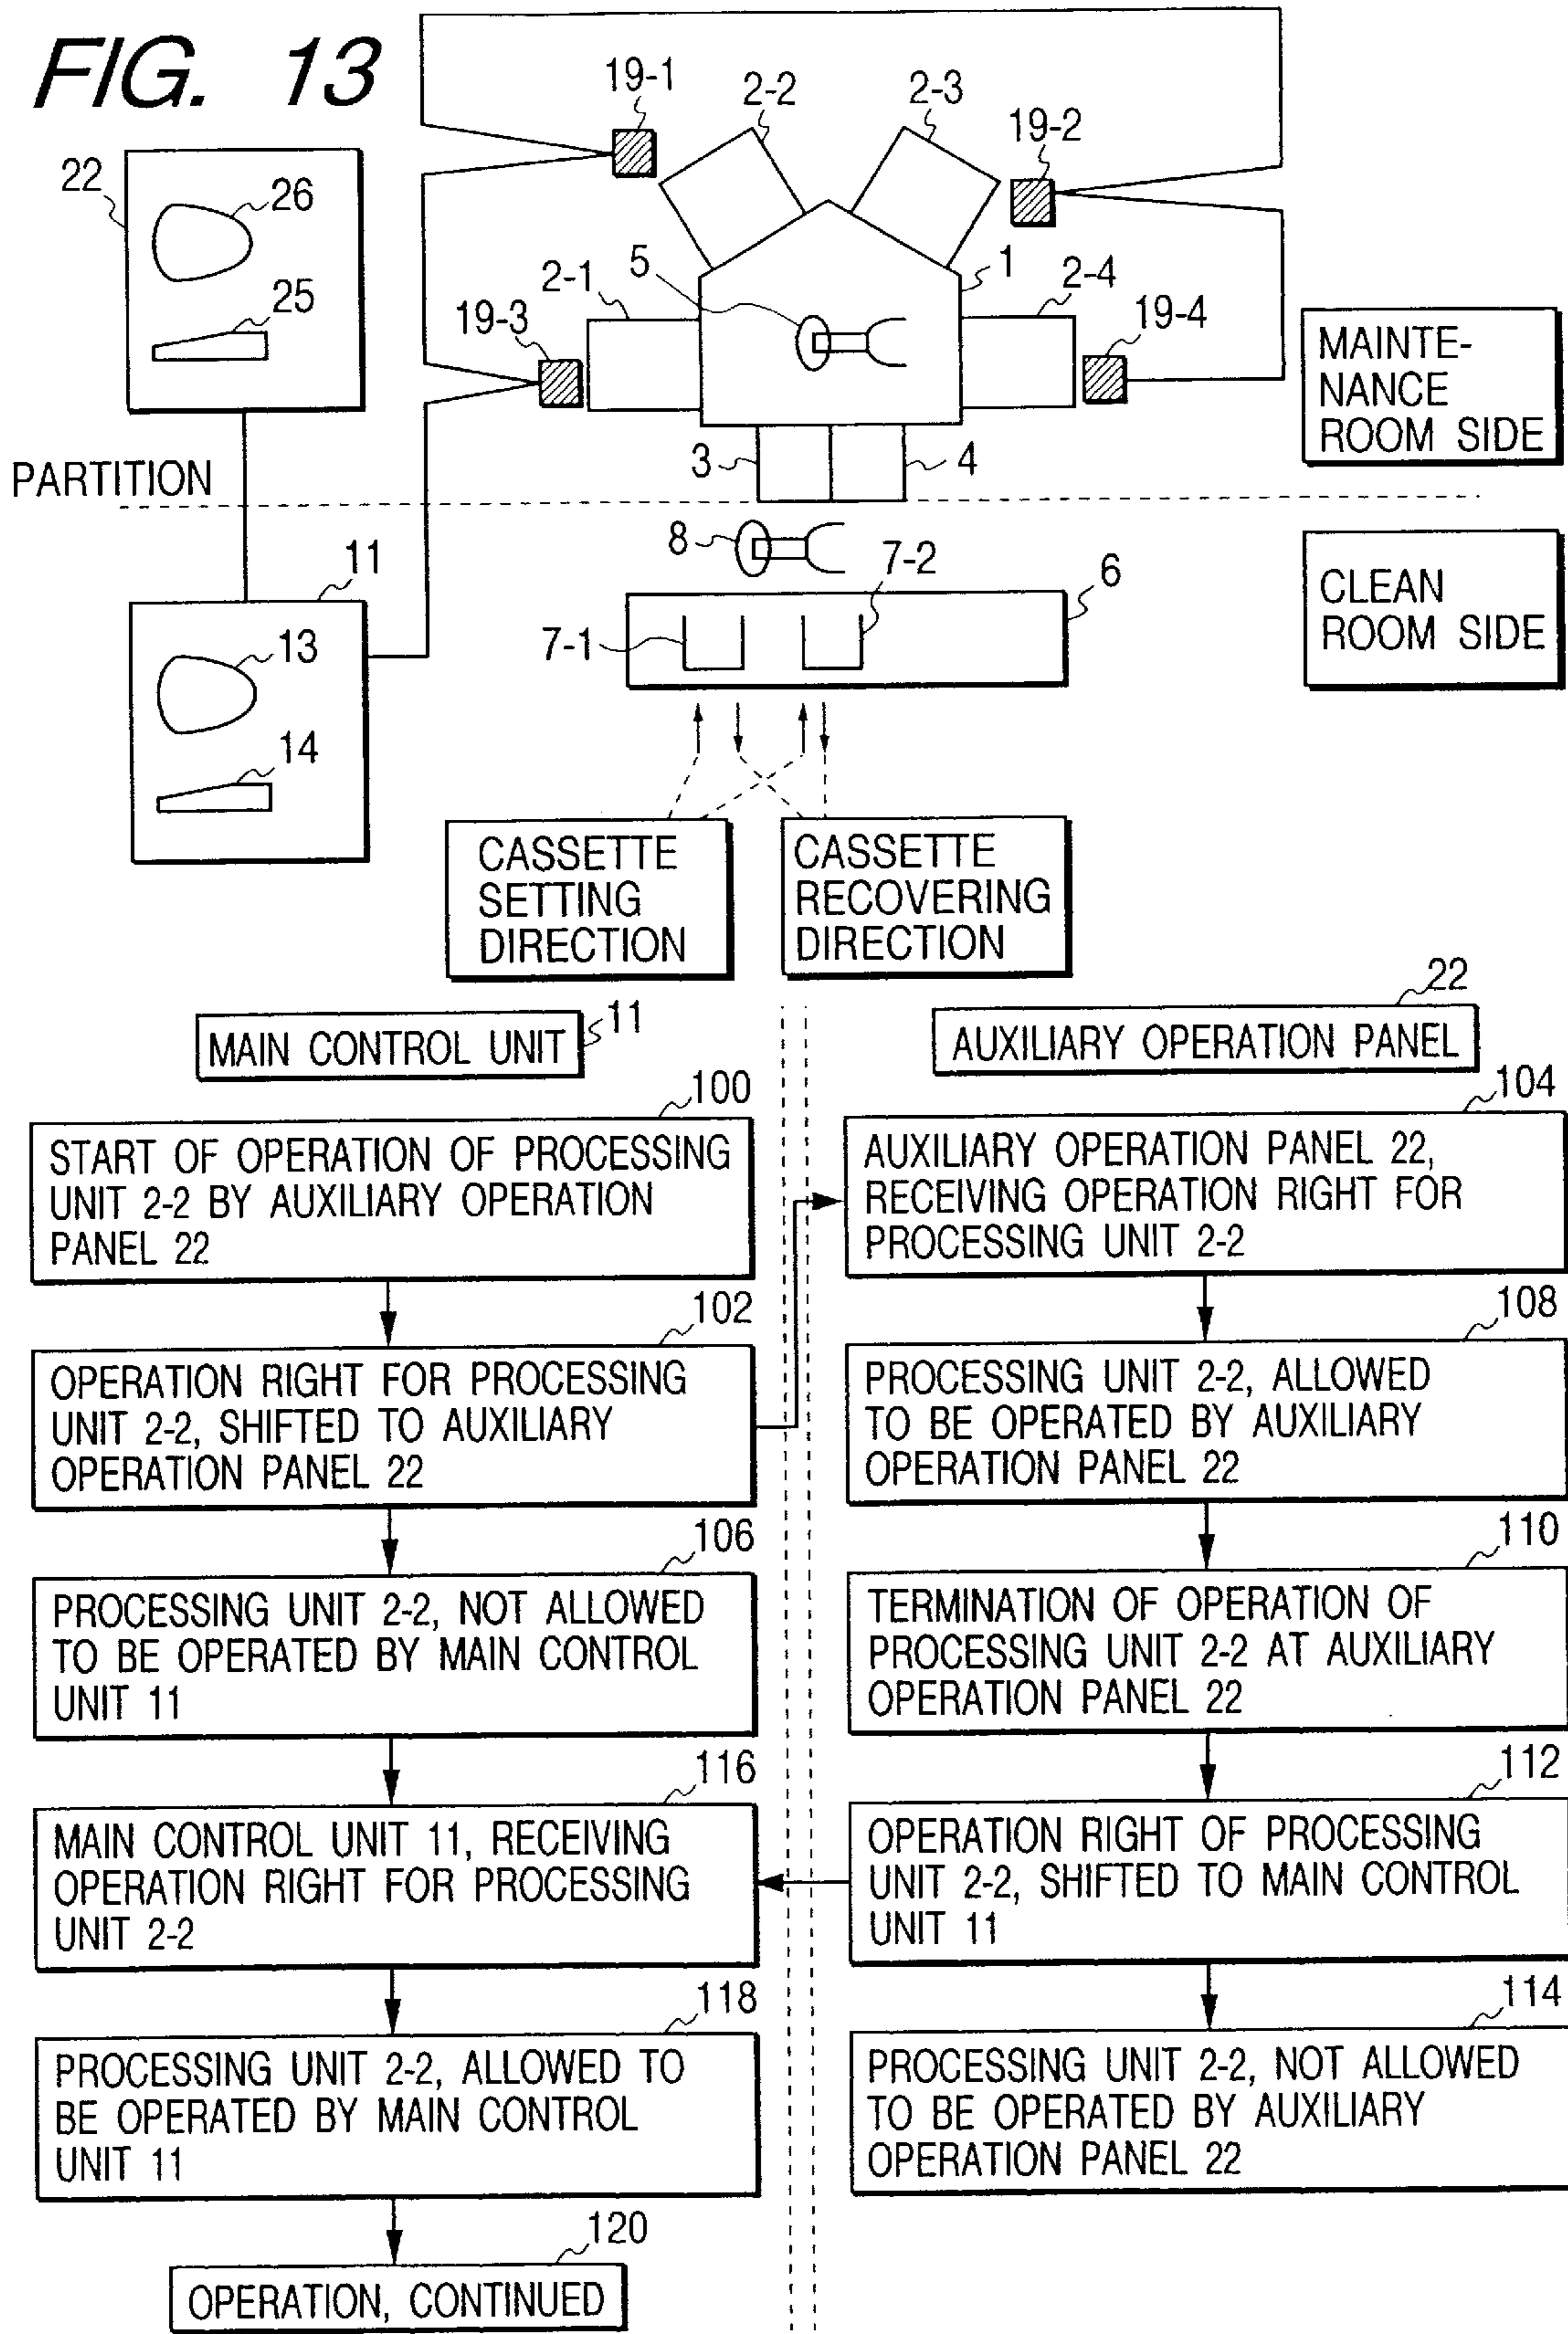 FIG. 13
19-1
2-2
2-3
19-2
22
26
25
5
2-1
1
2-4
19-3
19-4
MAINTE-
NANCE
ROOM SIDE
3
4
PARTITION
8
7-2
6
11
7-1
13
14
CLEAN
ROOM SIDE
CASSETTE
SETTING
DIRECTION
CASSETTE
RECOVERING
DIRECTION
MAIN CONTROL UNIT
11
22
AUXILIARY OPERATION PANEL
100
START OF OPERATION OF PROCESSING
UNIT 2-2 BY AUXILIARY OPERATION
PANEL 22
104
AUXILIARY OPERATION PANEL 22,
RECEIVING OPERATION RIGHT FOR
PROCESSING UNIT 2-2
102
OPERATION RIGHT FOR PROCESSING
UNIT 2-2, SHIFTED TO AUXILIARY
OPERATION PANEL 22
108
PROCESSING UNIT 2-2, ALLOWED
TO BE OPERATED BY AUXILIARY
OPERATION PANEL 22
106
PROCESSING UNIT 2-2, NOT ALLOWED
TO BE OPERATED BY MAIN CONTROL
UNIT 11
110
TERMINATION OF OPERATION OF
PROCESSING UNIT 2-2 AT AUXILIARY
OPERATION PANEL 22
116
MAIN CONTROL UNIT 11, RECEIVING
OPERATION RIGHT FOR PROCESSING
UNIT 2-2
112
OPERATION RIGHT OF PROCESSING
UNIT 2-2, SHIFTED TO MAIN CONTROL
UNIT 11
118
PROCESSING UNIT 2-2, ALLOWED TO
BE OPERATED BY MAIN CONTROL
UNIT 11
114
PROCESSING UNIT 2-2, NOT ALLOWED
TO BE OPERATED BY AUXILIARY
OPERATION PANEL 22
120
OPERATION, CONTINUED